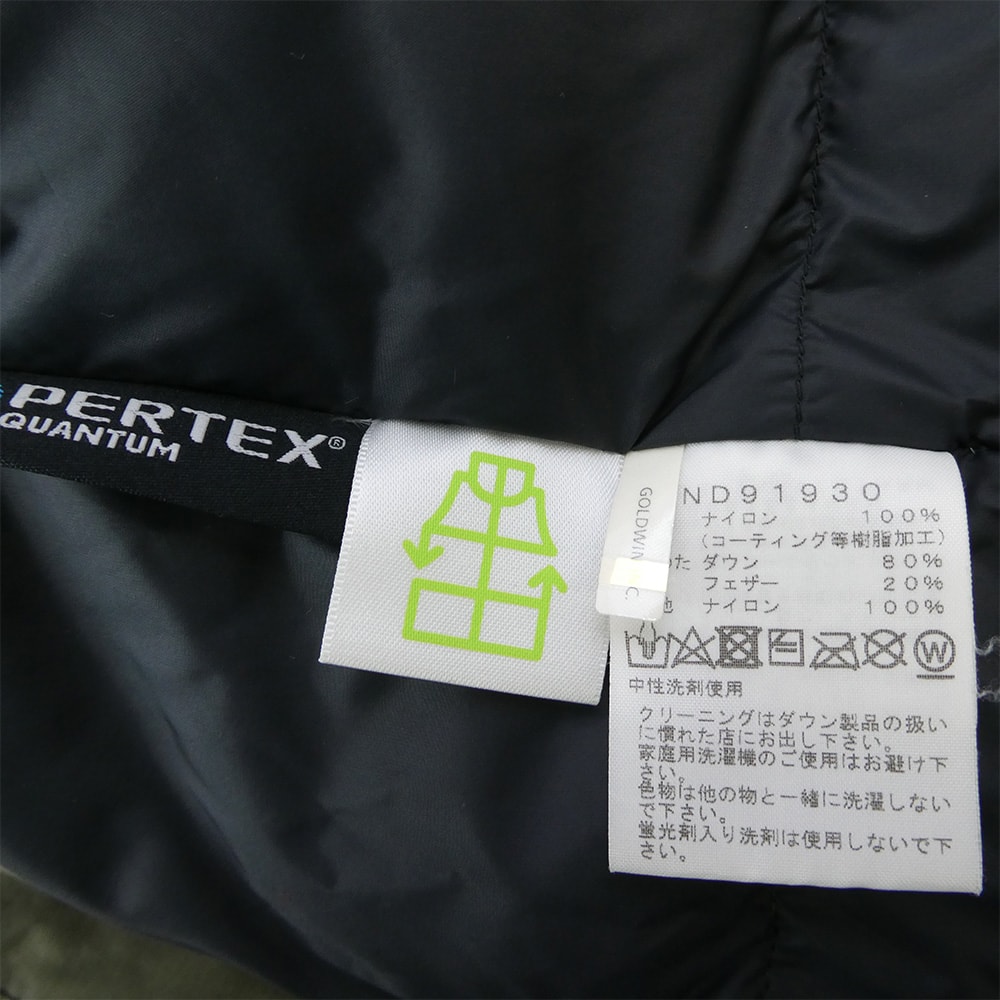 PERTEX®
QUANTUM
GOLDWIN
C
ND91930
ナイロン 100%
(コーティング等樹脂加工)
た ダウン 80%
フェザー 20%
地 ナイロン 100%
W
中性洗剤使用
クリーニングはダウン製品の扱い
に慣れた店にお出し下さい。
家庭用洗濯機のご使用はお避け下
さい。
色物は他の物と一緒に洗濯しない
で下さい。
蛍光剤入り洗剤は使用しないで下
さい。